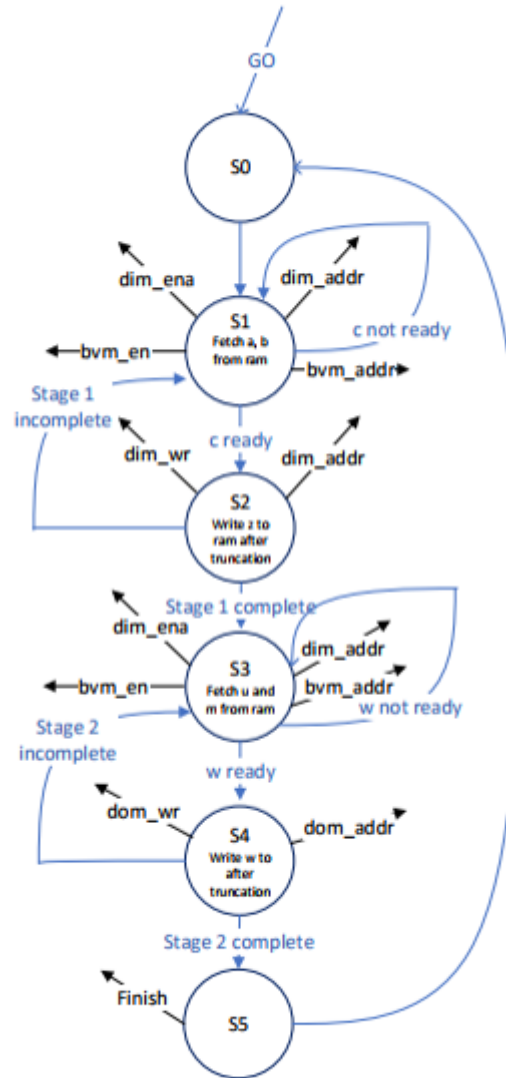 GO
S0
dim_ena
dim_addr
S1
Fetch a, b
from ram
c not ready
bvm_en
bvm_addr
Stage 1
incomplete
c ready
dim_wr
dim_addr
S2
Write z to
ram after
truncation
Stage 1 complete
dim_ena
dim_addr
S3
Fetch u and
m from ram
bvm_en
bvm_addr
w not ready
Stage 2
incomplete
w ready
dom_wr
dom_addr
S4
Write w to
after
truncation
Stage 2 complete
Finish
S5